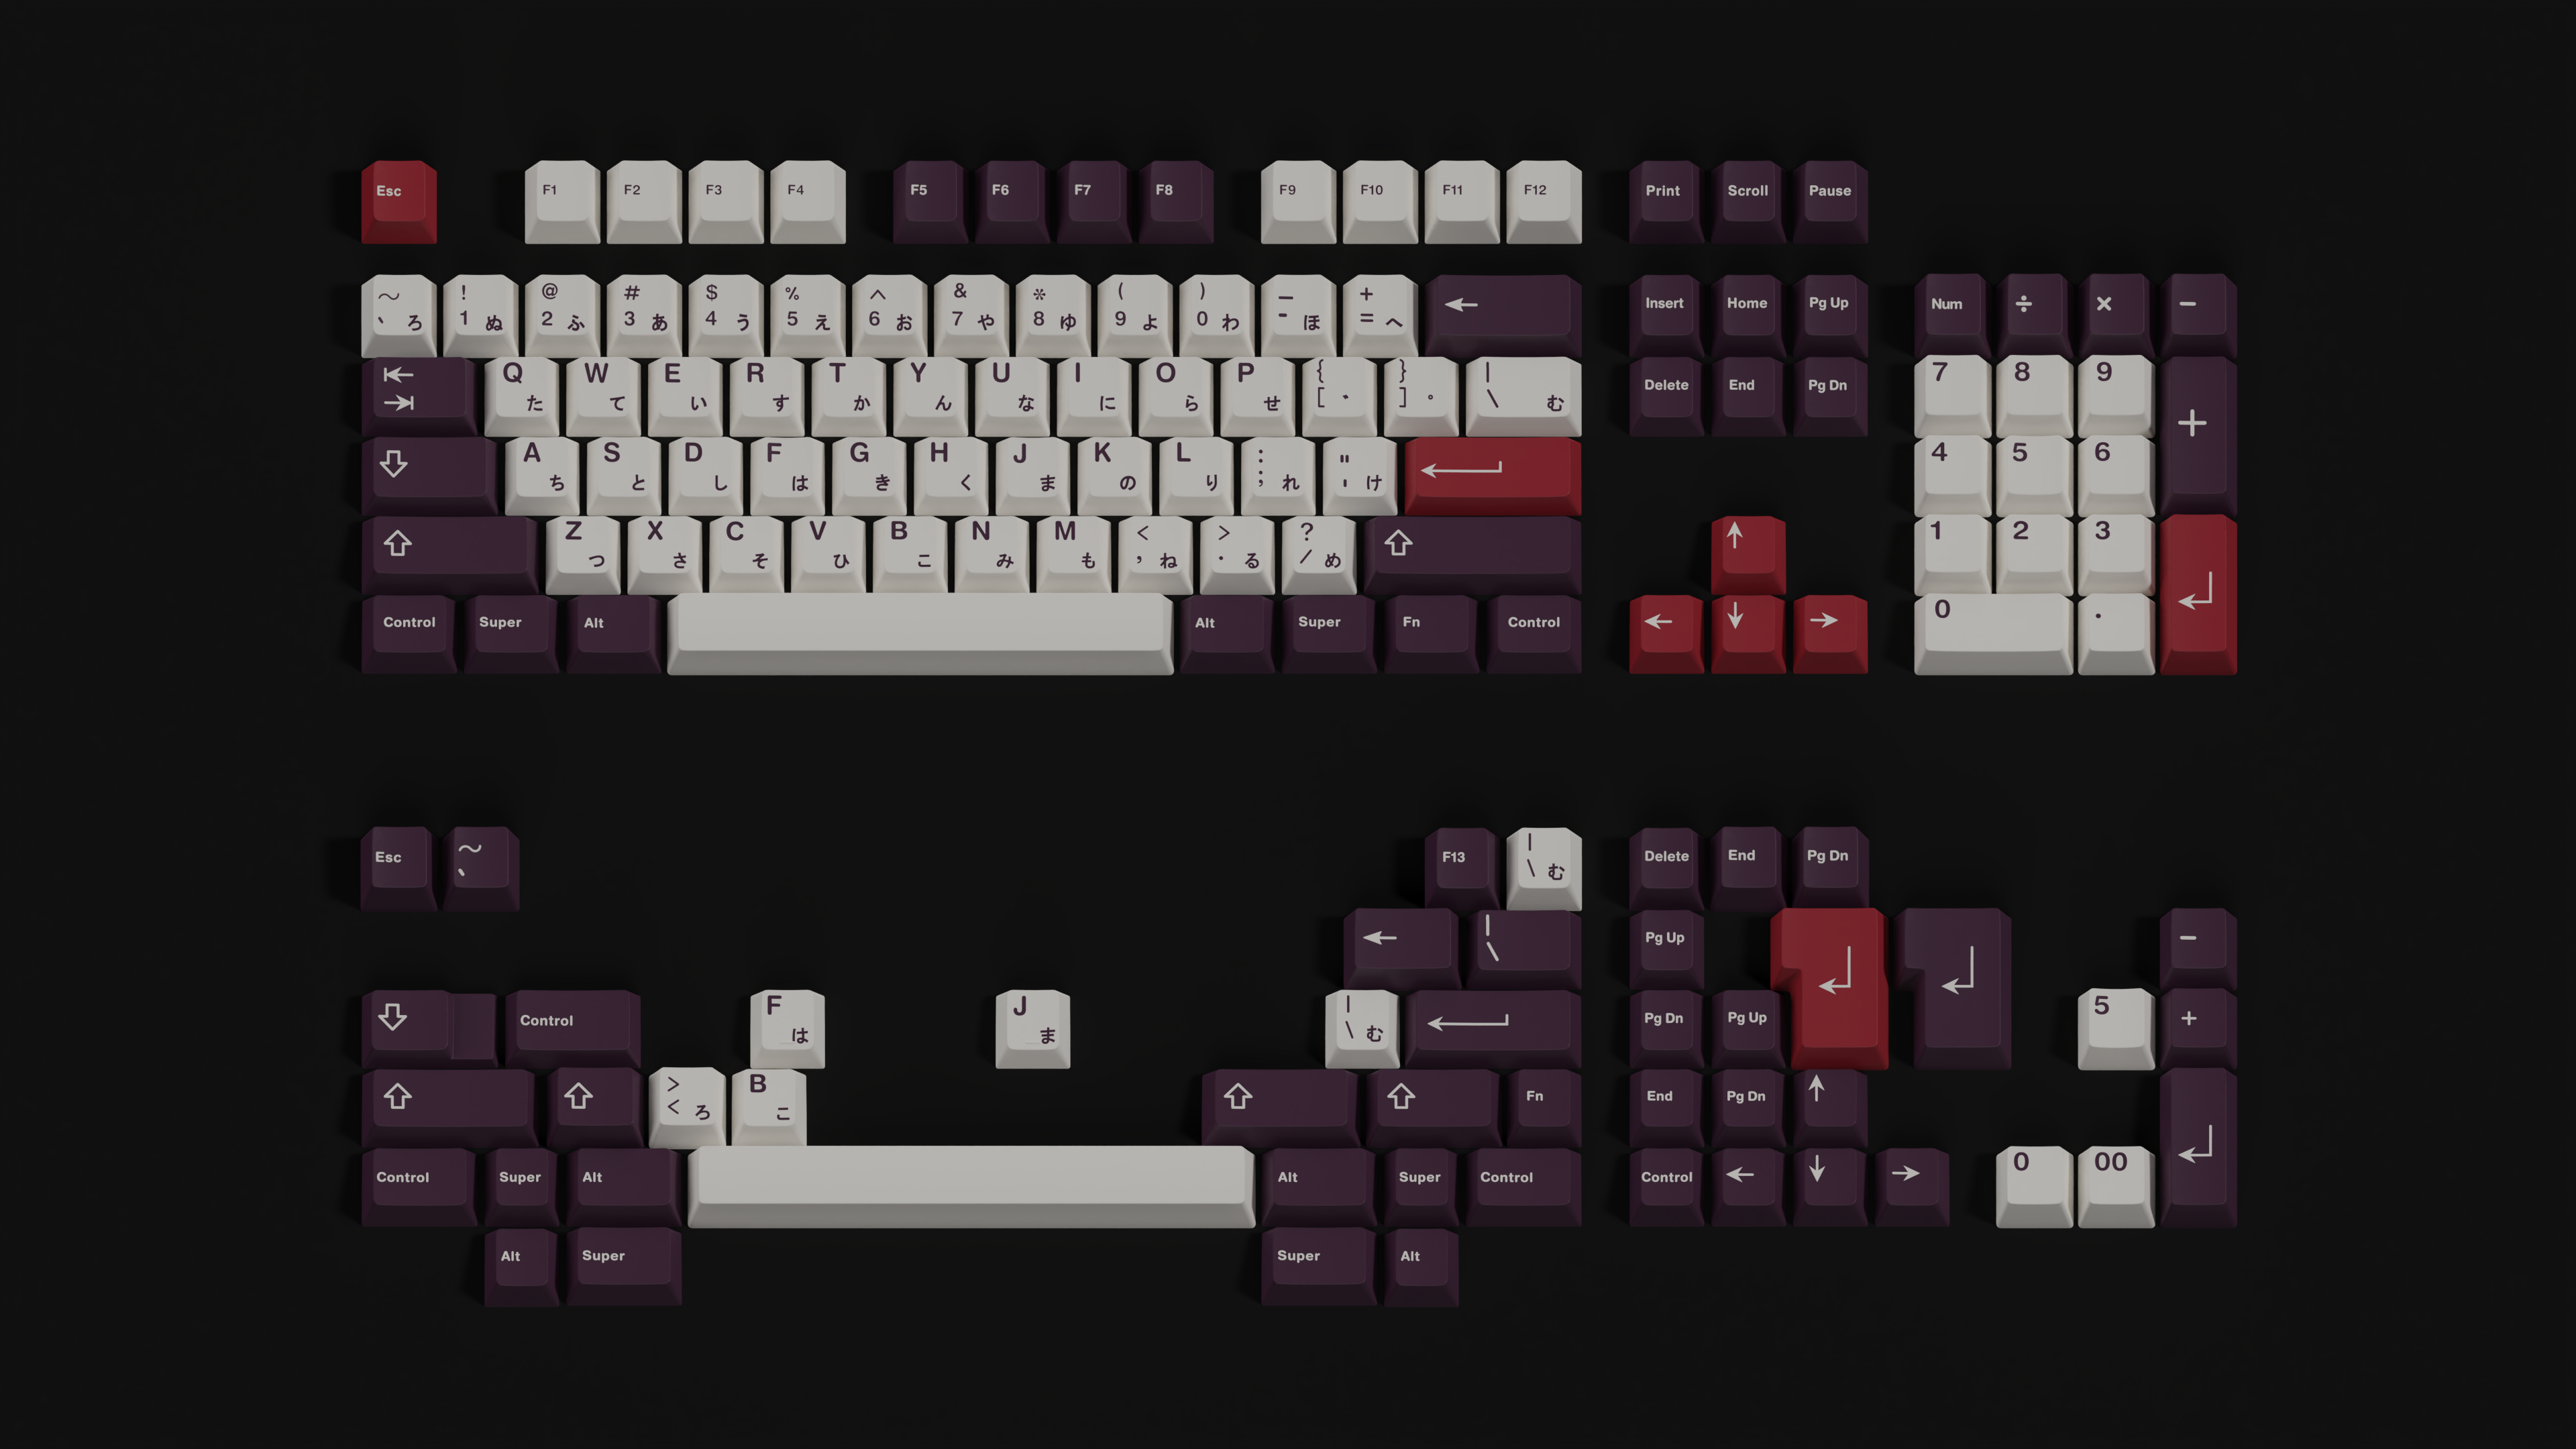 Esc F1 F2 F3 F4 F5 F6 F7 F8 F9 F10 F11 F12 Print Scroll Pause
~ ` ろ ! 1 ぬ @ 2 ふ # 3 あ $ 4 う % 5 え ^ 6 お & 7 や * 8 ゆ ( 9 よ ) 0 わ _ - ほ + = へ ← Insert Home Pg Up Num ÷ × −
⇤ ⇥ Q た W て E い R す T か Y ん U な I に O ら P せ { [ ゛ } ] ゜ | \ む Delete End Pg Dn 7 8 9 +
⇩ A ち S と D し F は G き H く J ま K の L り : ; れ " ' け ↵ 4 5 6
⇧ Z つ X さ C そ V ひ B こ N み M も < , ね > . る ? / め ⇧ ↑ 1 2 3 ↵
Control Super Alt Alt Super Fn Control ← ↓ → 0 .
Esc ~ ` F13 | \ む Delete End Pg Dn
← | \ Pg Up ↵ ↵ −
⇩ Control F は J ま | \ む ↵ Pg Dn Pg Up 5 +
⇧ ⇧ > < ろ B こ ⇧ ⇧ Fn End Pg Dn ↑ ↵
Control Super Alt Alt Super Control Control ← ↓ → 0 00
Alt Super Super Alt